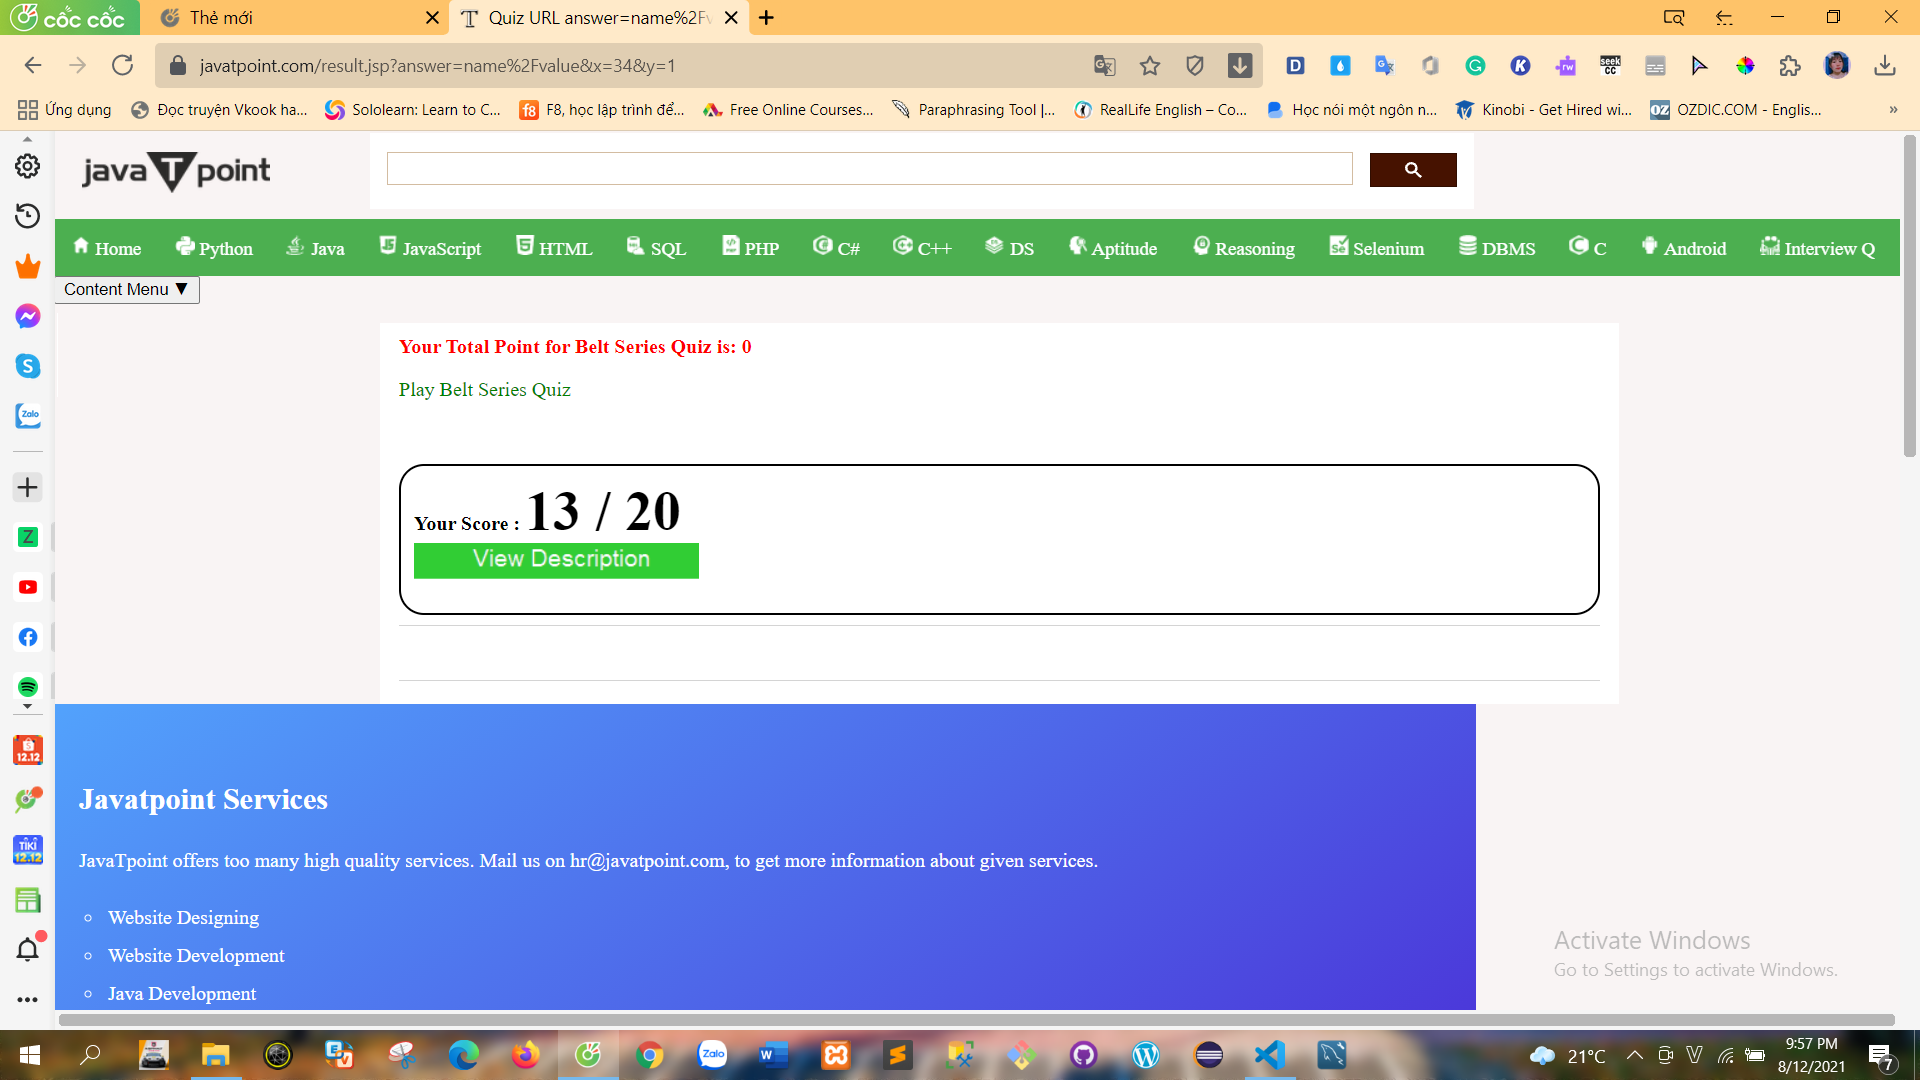 cốc cốc
Thẻ mới
Quiz URL answer=name%2Fv
javatpoint.com/result.jsp?answer=name%2Fvalue&x=34&y=1
Ứng dụng
Đọc truyện Vkook ha...
Sololearn: Learn to C...
F8, học lập trình để...
Free Online Courses...
Paraphrasing Tool |...
RealLife English – Co...
Học nói một ngôn n...
Kinobi - Get Hired wi...
OZDIC.COM - Englis...
»
java T point
Home
Python
Java
JavaScript
HTML
SQL
PHP
C#
C++
DS
Aptitude
Reasoning
Selenium
DBMS
C
Android
Interview Q
Content Menu ▼
Your Total Point for Belt Series Quiz is: 0
Play Belt Series Quiz
Your Score : 13 / 20
View Description
Javatpoint Services
JavaTpoint offers too many high quality services. Mail us on hr@javatpoint.com, to get more information about given services.
Website Designing
Website Development
Java Development
Activate Windows
Go to Settings to activate Windows.
21°C
9:57 PM
8/12/2021
7